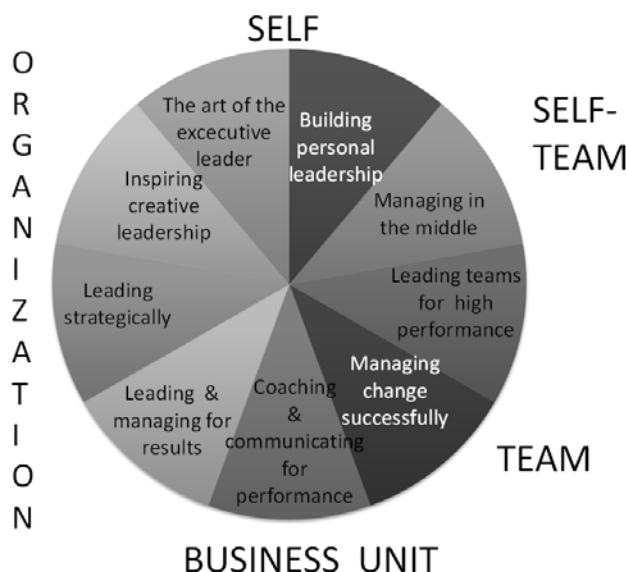 SELF
SELF-
TEAM
TEAM
BUSINESS UNIT
ORGANIZATION
Building
personal
leadership
Managing in
the middle
Leading teams
for high
performance
Managing
change
successfully
Coaching
&
communicating
for
performance
Leading &
managing for
results
Leading
strategically
Inspiring
creative
leadership
The art of the
excecutive
leader